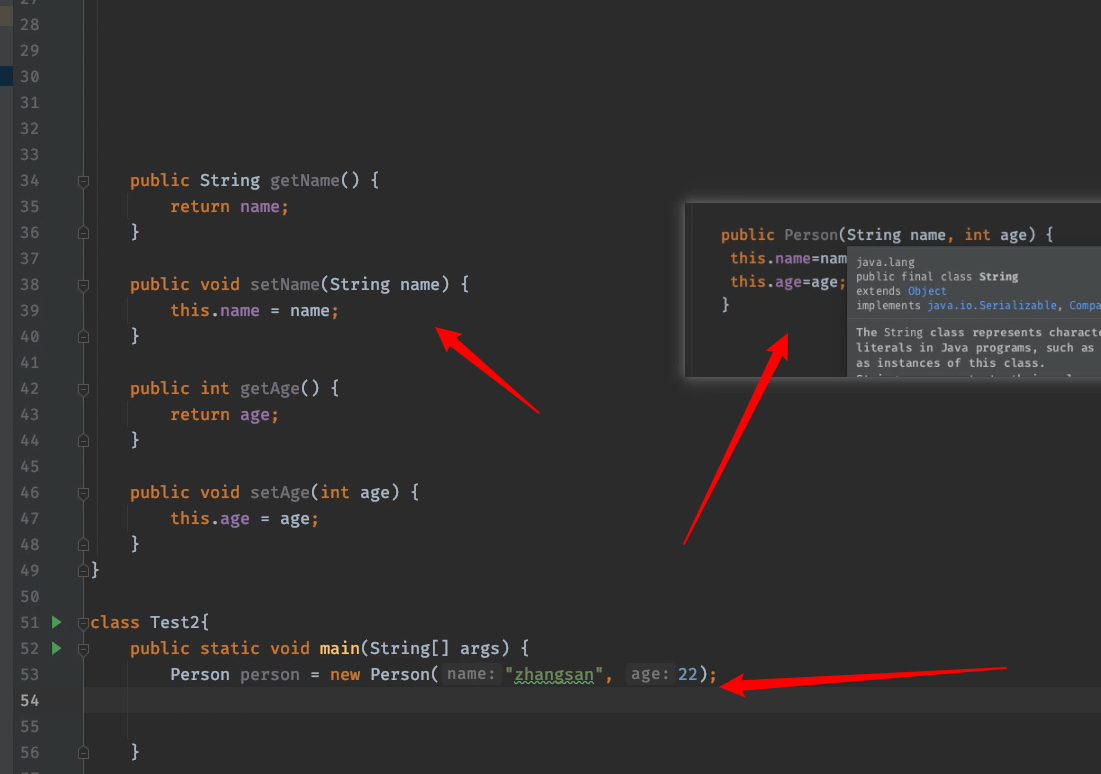 27
28
29
30
31
32
33
34 public String getName() {
35 return name;
36 }
37
38 public void setName(String name) {
39 this.name = name;
40 }
41
42 public int getAge() {
43 return age;
44 }
45
46 public void setAge(int age) {
47 this.age = age;
48 }
49 }
50
51 class Test2{
52 public static void main(String[] args) {
53 Person person = new Person( name: "zhangsan", age: 22);
54
55
56 }
public Person(String name, int age) {
this.name=nam
this.age=age;
}
java.lang
public final class String
extends Object
implements java.io.Serializable, Compa
The String class represents characte
literals in Java programs, such as
as instances of this class.